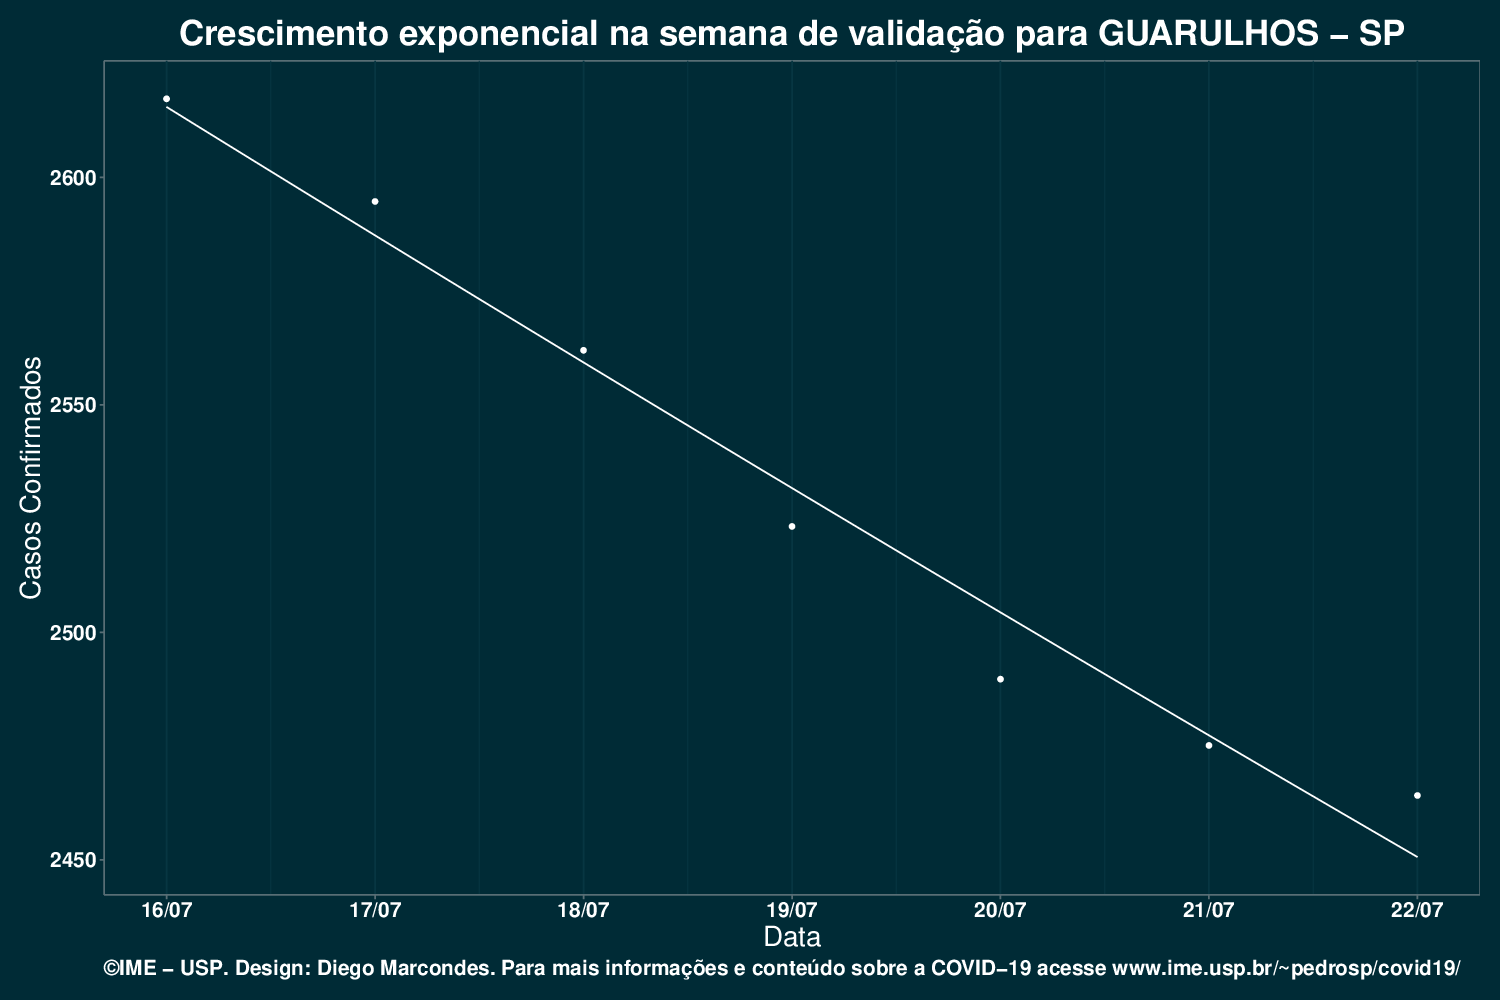 Crescimento exponencial na semana de validação para GUARULHOS – SP
Casos Confirmados
2600
2550
2500
2450
16/07 17/07 18/07 19/07 20/07 21/07 22/07
Data
©IME – USP. Design: Diego Marcondes. Para mais informações e conteúdo sobre a COVID–19 acesse www.ime.usp.br/~pedrosp/covid19/